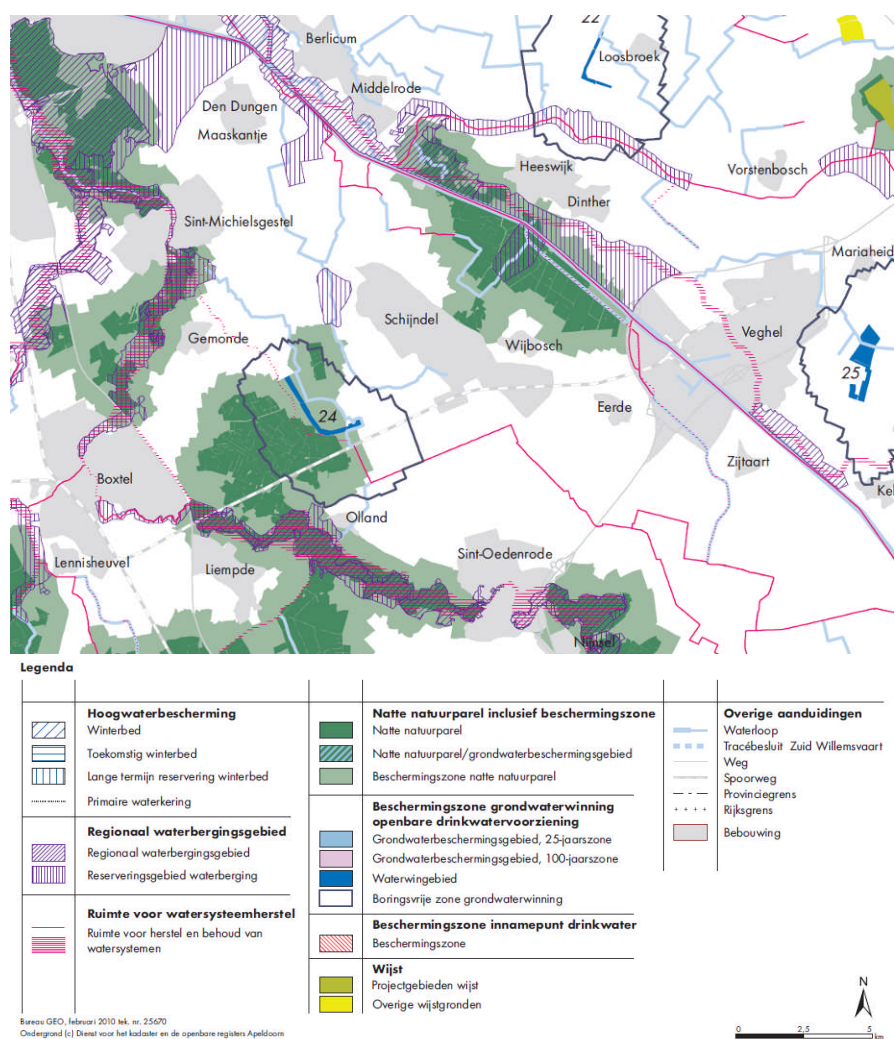 22
Berlicum
Loosbroek
Middelrode
Den Dungen
Maaskantje
Heeswijk
Vorstenbosch
Dinther
Sint-Michielsgestel
Mariaheid
Schijndel
Veghel
Gemonde
Wijbosch
25
Eerde
24
Zijtaart
Boxtel
Kel
Olland
Sint-Oedenrode
Lennisheuvel
Liempde
Nijnsel
Legenda
Hoogwaterbescherming
Winterbed
Toekomstig winterbed
Lange termijn reservering winterbed
Primaire waterkering
Regionaal waterbergingsgebied
Regionaal waterbergingsgebied
Reserveringsgebied waterberging
Ruimte voor watersysteemherstel
Ruimte voor herstel en behoud van
watersystemen
Natte natuurparel inclusief beschermingszone
Natte natuurparel
Natte natuurparel/grondwaterbeschermingsgebied
Beschermingszone natte natuurparel
Beschermingszone grondwaterwinning
openbare drinkwatervoorziening
Grondwaterbeschermingsgebied, 25-jaarszone
Grondwaterbeschermingsgebied, 100-jaarszone
Waterwingebied
Boringsvrije zone grondwaterwinning
Beschermingszone innamepunt drinkwater
Beschermingszone
Wijst
Projectgebieden wijst
Overige wijstgronden
Overige aanduidingen
Waterloop
Tracébesluit Zuid Willemsvaart
Weg
Spoorweg
Provinciegrens
Rijksgrens
Bebouwing
N
0 2,5 5
km
Bureau GEO, februari 2010 tek. nr. 25670
Ondergrond (c) Dienst voor het kadaster en de openbare registers Apeldoorn